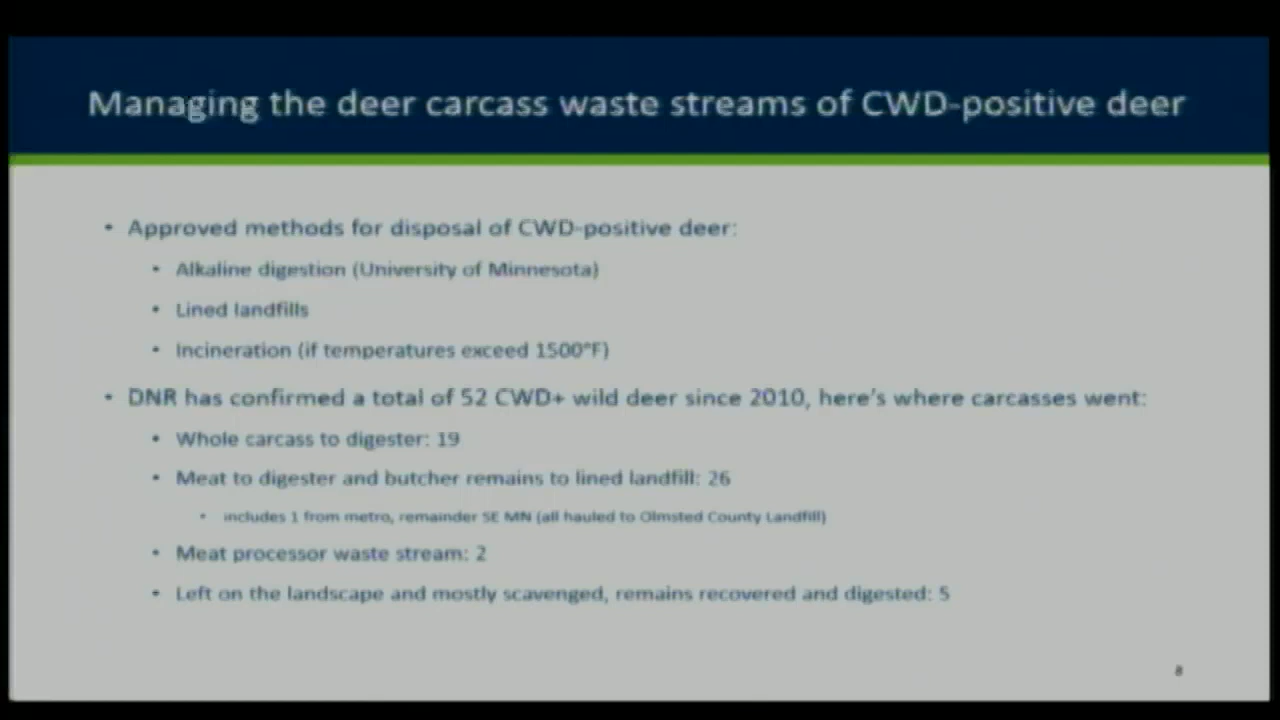 Managing the deer carcass waste streams of CWD-positive deer
• Approved methods for disposal of CWD-positive deer:
• Alkaline digestion (University of Minnesota)
• Lined landfills
• Incineration (if temperatures exceed 1500°F)
• DNR has confirmed a total of 52 CWD+ wild deer since 2010, here's where carcasses went:
• Whole carcass to digester: 19
• Meat to digester and butcher remains to lined landfill: 26
• includes 1 from metro, remainder SE MN (all hauled to Olmsted County Landfill)
• Meat processor waste stream: 2
• Left on the landscape and mostly scavenged, remains recovered and digested: 5
8